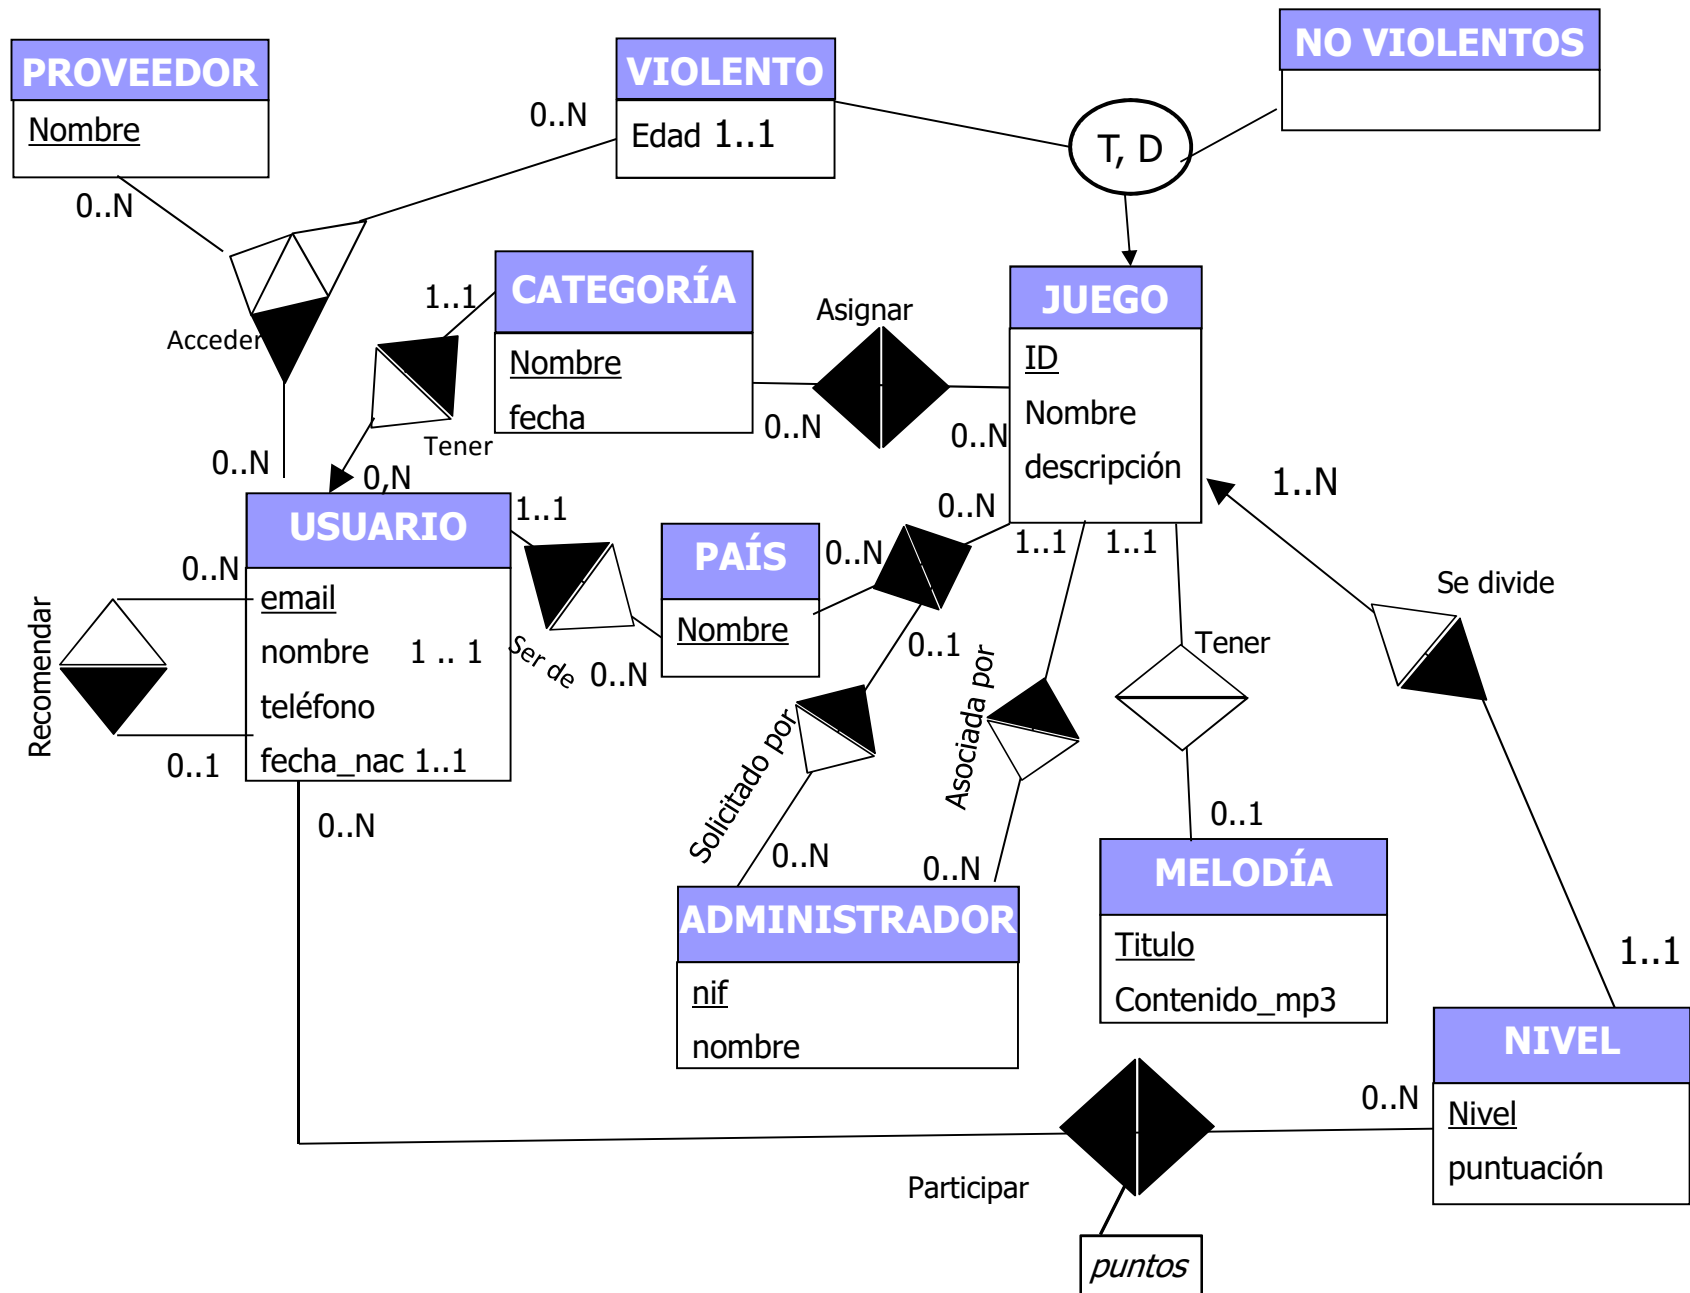 PROVEEDOR
Nombre
0..N
VIOLENTO
Edad 1..1
0..N
NO VIOLENTOS
T, D
Acceder
0..N
1..1
CATEGORÍA
Nombre
fecha
Tener
0,N
Asignar
0..N
0..N
JUEGO
ID
Nombre
descripción
USUARIO
email
nombre 1 .. 1
teléfono
fecha_nac 1..1
0..N
0..1
Recomendar
1..1
Ser de
0..N
PAÍS
Nombre
0..N
0..N
0..1
Solicitado por
0..N
1..1
Asociada por
0..N
1..1
Tener
0..1
1..N
Se divide
1..1
ADMINISTRADOR
nif
nombre
MELODÍA
Titulo
Contenido_mp3
NIVEL
Nivel
puntuación
0..N
0..N
Participar
puntos